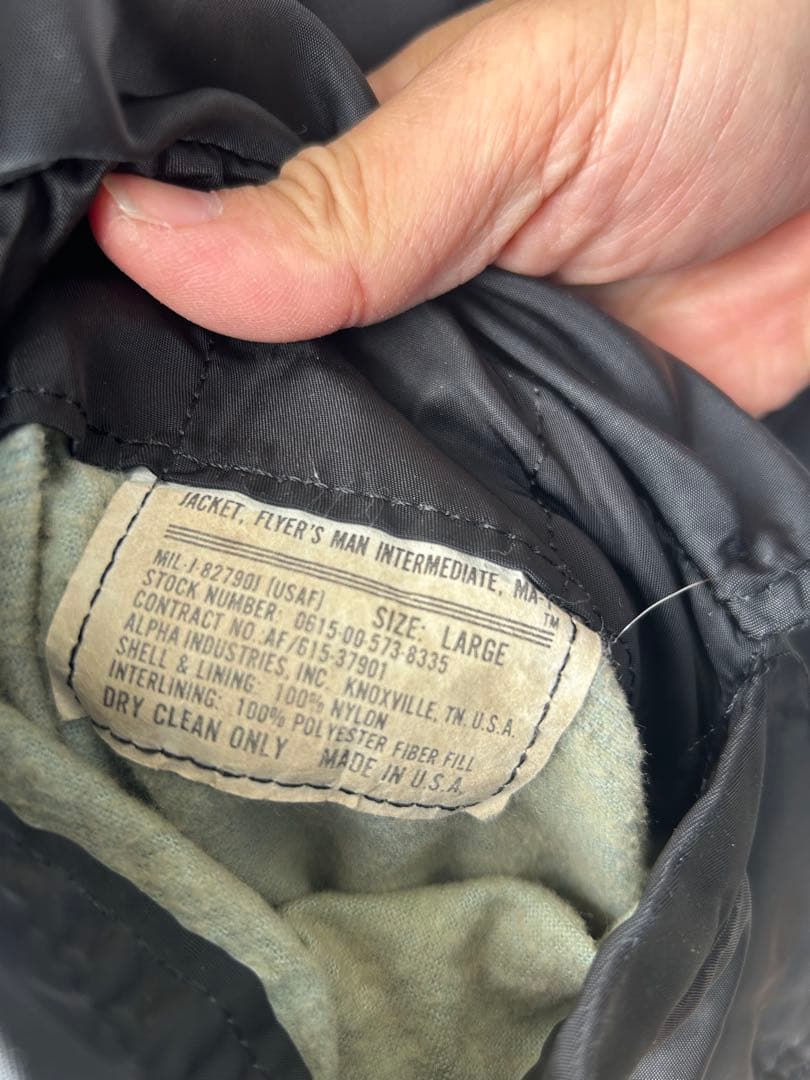 JACKET, FLYER'S MAN INTERMEDIATE, MA-1
TM
MIL-J-82790J [USAF] SIZE: LARGE
STOCK NUMBER: 0615-00-573-8335
CONTRACT NO. AF/615-37901
ALPHA INDUSTRIES, INC. KNOXVILLE, TN. U.S.A.
SHELL & LINING: 100% NYLON
INTERLINING: 100% POLYESTER FIBER FILL
DRY CLEAN ONLY MADE IN U.S.A.